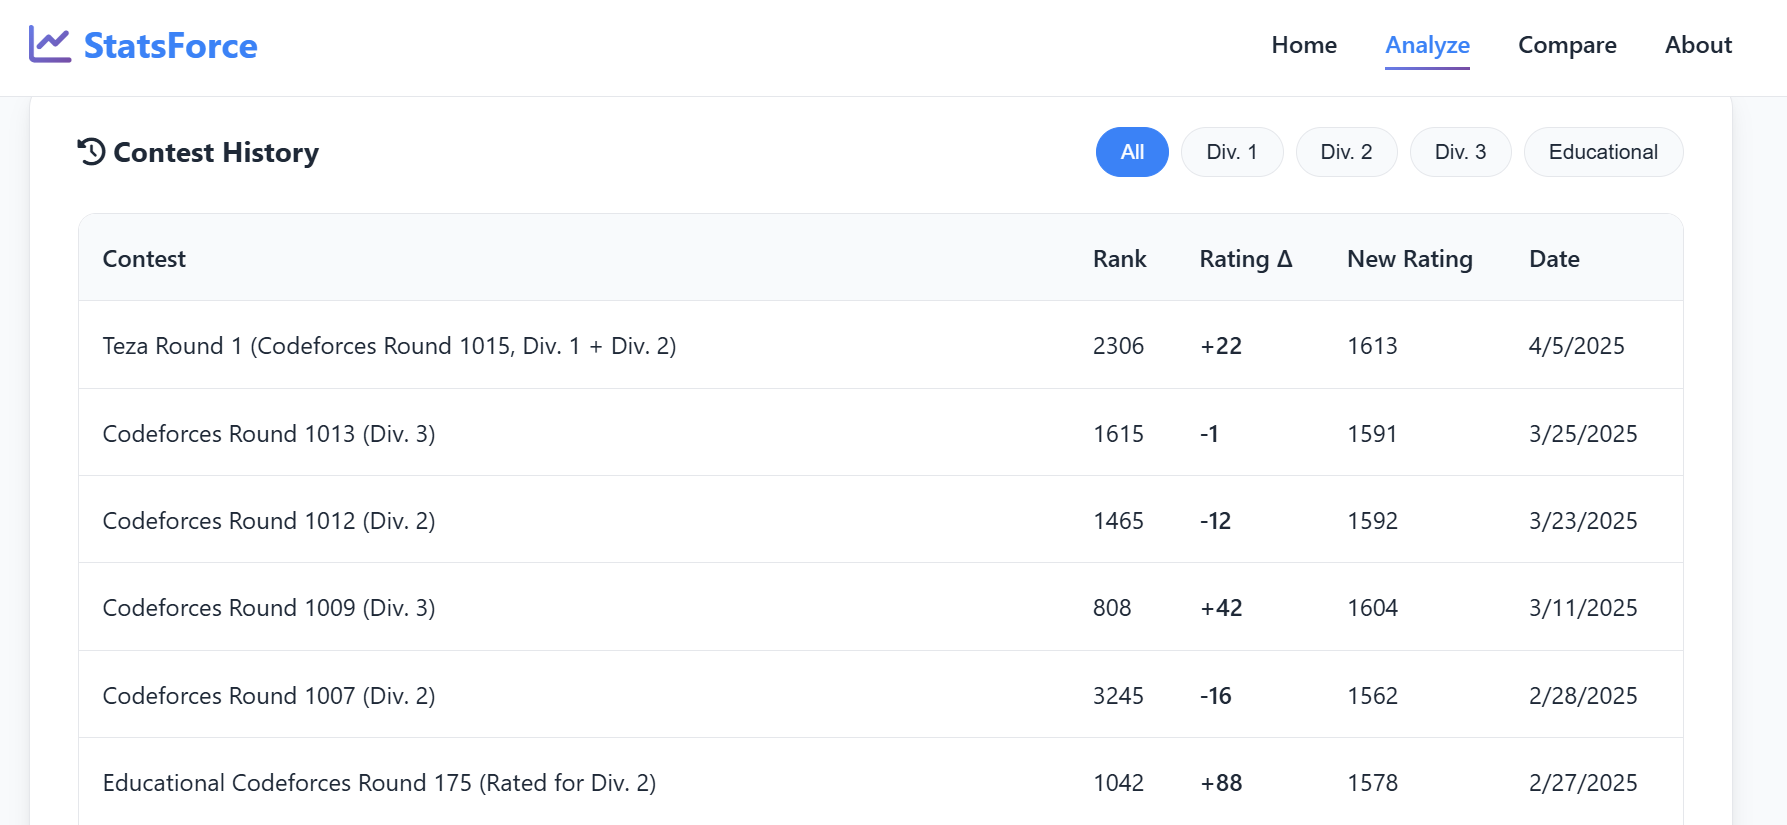 StatsForce
Home Analyze Compare About
Contest History
All Div. 1 Div. 2 Div. 3 Educational
Contest Rank Rating Δ New Rating Date
Teza Round 1 (Codeforces Round 1015, Div. 1 + Div. 2) 2306 +22 1613 4/5/2025
Codeforces Round 1013 (Div. 3) 1615 -1 1591 3/25/2025
Codeforces Round 1012 (Div. 2) 1465 -12 1592 3/23/2025
Codeforces Round 1009 (Div. 3) 808 +42 1604 3/11/2025
Codeforces Round 1007 (Div. 2) 3245 -16 1562 2/28/2025
Educational Codeforces Round 175 (Rated for Div. 2) 1042 +88 1578 2/27/2025